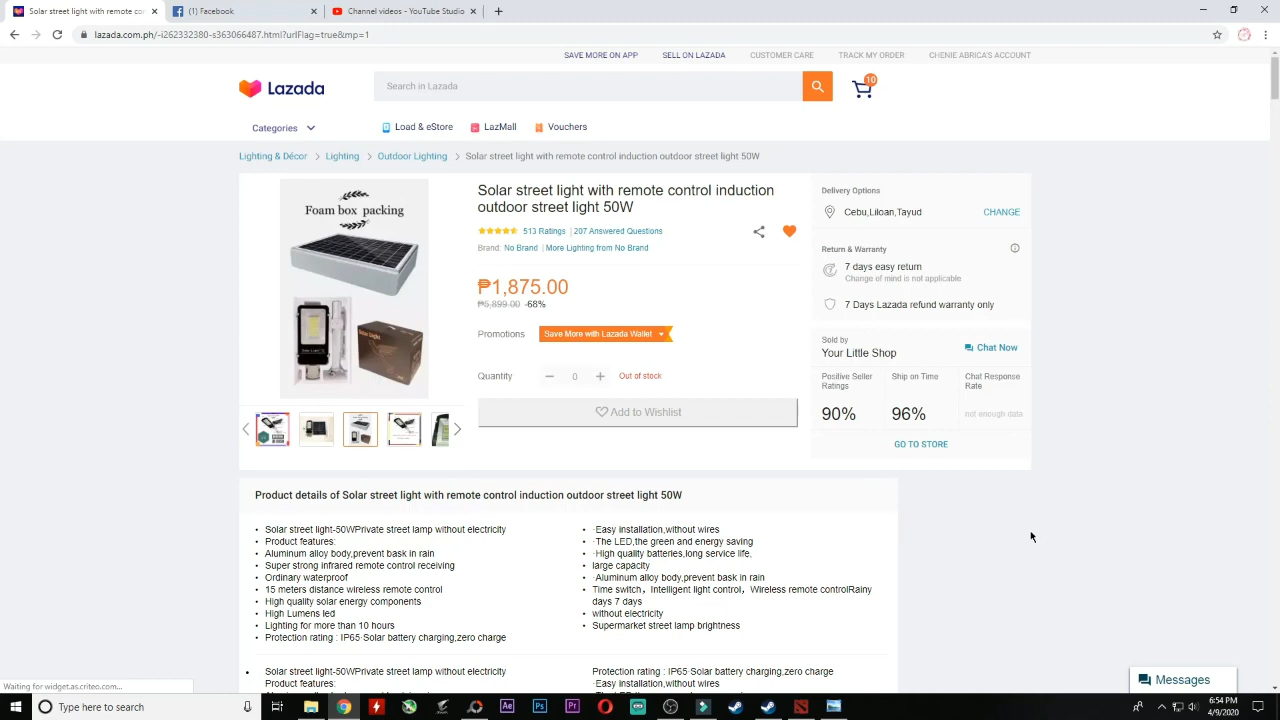 Solar street light with remote cor
(1) Facebook
Channel videos - YouTube Studio
lazada.com.ph/-i262332380-s363066487.html?urlFlag=true&mp=1
SAVE MORE ON APP
SELL ON LAZADA
CUSTOMER CARE
TRACK MY ORDER
CHENIE ABRICA'S ACCOUNT
Lazada
Search in Lazada
10
Categories
Load & eStore
LazMall
Vouchers
Lighting & Décor > Lighting > Outdoor Lighting > Solar street light with remote control induction outdoor street light 50W
Foam box packing
Solar street light with remote control induction
outdoor street light 50W
513 Ratings | 207 Answered Questions
Brand: No Brand | More Lighting from No Brand
₱1,875.00
₱5,899.00 -68%
Promotions
Save More with Lazada Wallet
Quantity
0
Out of stock
Add to Wishlist
Delivery Options
Cebu,Liloan,Tayud
CHANGE
Return & Warranty
7 days easy return
Change of mind is not applicable
7 Days Lazada refund warranty only
Sold by
Your Little Shop
Chat Now
Positive Seller
Ratings
90%
Ship on Time
96%
Chat Response
Rate
not enough data
GO TO STORE
Product details of Solar street light with remote control induction outdoor street light 50W
Solar street light-50WPrivate street lamp without electricity
Product features:
Aluminum alloy body,prevent bask in rain
Super strong infrared remote control receiving
Ordinary waterproof
15 meters distance wireless remote control
High quality solar energy components
High Lumens led
Lighting for more than 10 hours
Protection rating : IP65·Solar battery charging,zero charge
·Easy installation,without wires
·The LED,the green and energy saving
·High quality batteries,long service life,
large capacity
·Aluminum alloy body,prevent bask in rain
Time switch，Intelligent light control，Wireless remote controlRainy
days 7 days
without electricity
Supermarket street lamp brightness
Solar street light-50WPrivate street lamp without electricity
Product features:
Protection rating : IP65·Solar battery charging,zero charge
·Easy installation,without wires
Messages
Waiting for widget.as.criteo.com...
Type here to search
Ae
Ps
Pr
6:54 PM
4/9/2020